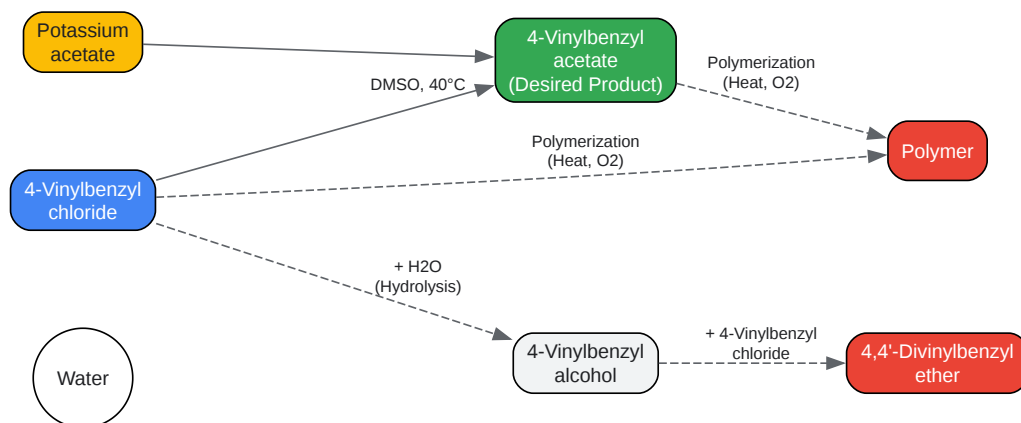 Potassium
acetate
4-Vinylbenzyl
acetate
(Desired Product)
DMSO, 40°C
Polymerization
(Heat, O2)
Polymerization
(Heat, O2)
Polymer
4-Vinylbenzyl
chloride
+ H2O
(Hydrolysis)
Water
4-Vinylbenzyl
alcohol
+ 4-Vinylbenzyl
chloride
4,4'-Divinylbenzyl
ether